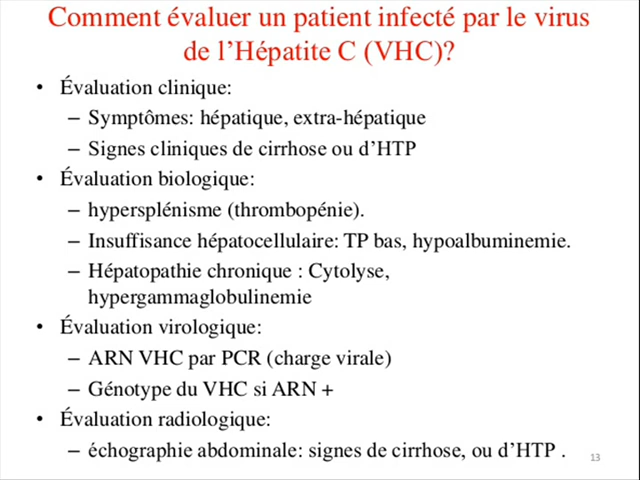 Comment évaluer un patient infecté par le virus
de l'Hépatite C (VHC)?
• Évaluation clinique:
– Symptômes: hépatique, extra-hépatique
– Signes cliniques de cirrhose ou d'HTP
• Évaluation biologique:
– hypersplénisme (thrombopénie).
– Insuffisance hépatocellulaire: TP bas, hypoalbuminemie.
– Hépatopathie chronique : Cytolyse,
hypergammaglobulinemie
• Évaluation virologique:
– ARN VHC par PCR (charge virale)
– Génotype du VHC si ARN +
• Évaluation radiologique:
– échographie abdominale: signes de cirrhose, ou d'HTP .
13